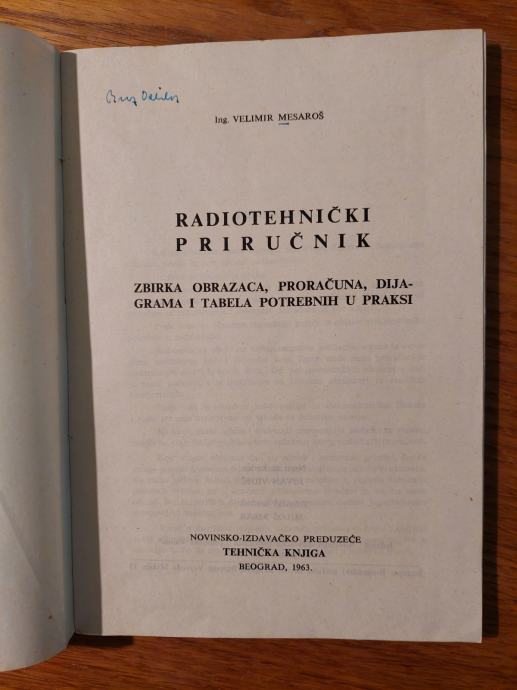 Ing. VELIMIR MESAROŠ
RADIOTEHNIČKI
PRIRUČNIK
ZBIRKA OBRAZACA, PRORAČUNA, DIJA-
GRAMA I TABELA POTREBNIH U PRAKSI
NOVINSKO-IZDAVAČKO PREDUZEĆE
TEHNIČKA KNJIGA
BEOGRAD, 1963.